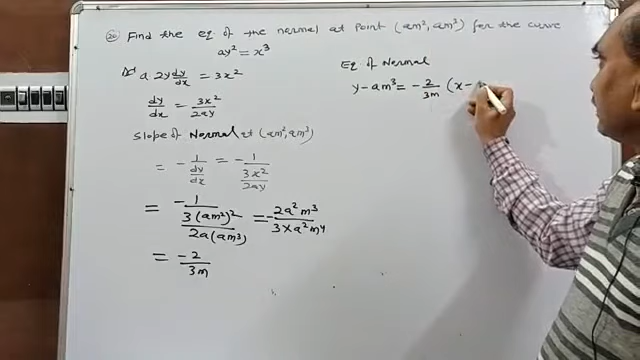 (20) Find the eq of the normal at point (am², am³) for the curve
ay² = x³
a 2y dy/dx = 3x²
dy/dx = 3x²/2ay
Slope of Normal at (am², am³)
= - 1/(dy/dx) = - 1/(3x²/2ay)
= -1/(3(am²)²/2a(am³)) = -2a²m³/3×a²m⁴
= -2/3m
Eq of Normal
y - am³ = - 2/3m (x -